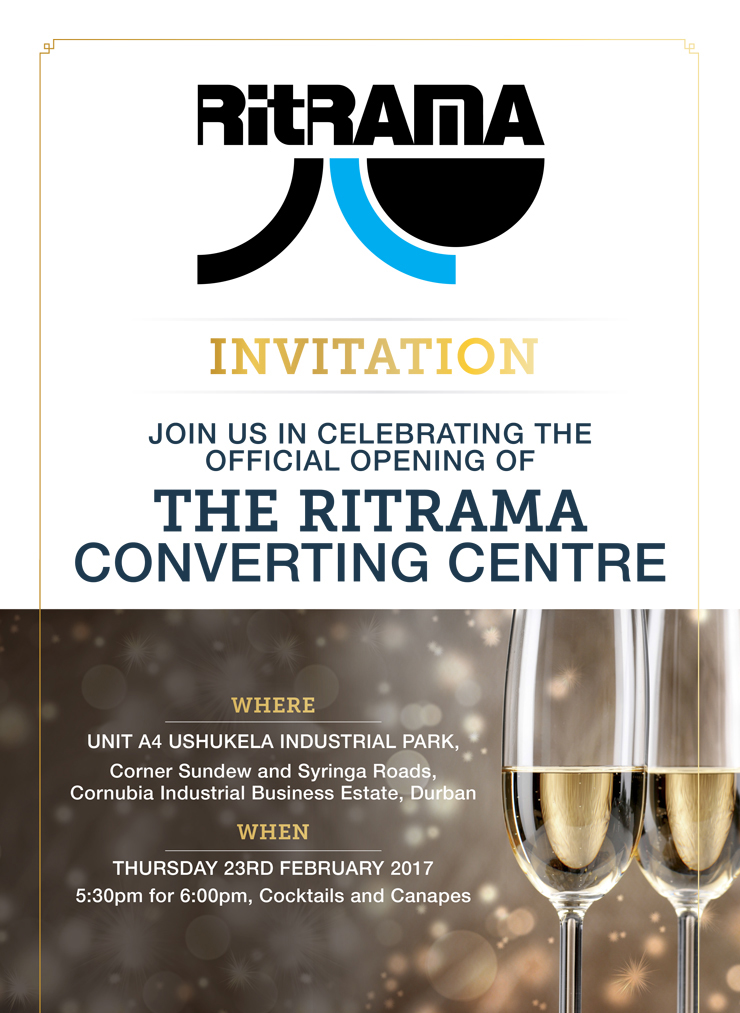 RitRAMA
INVITATION
JOIN US IN CELEBRATING THE
OFFICIAL OPENING OF
THE RITRAMA
CONVERTING CENTRE
WHERE
UNIT A4 USHUKELA INDUSTRIAL PARK,
Corner Sundew and Syringa Roads,
Cornubia Industrial Business Estate, Durban
WHEN
THURSDAY 23RD FEBRUARY 2017
5:30pm for 6:00pm, Cocktails and Canapes